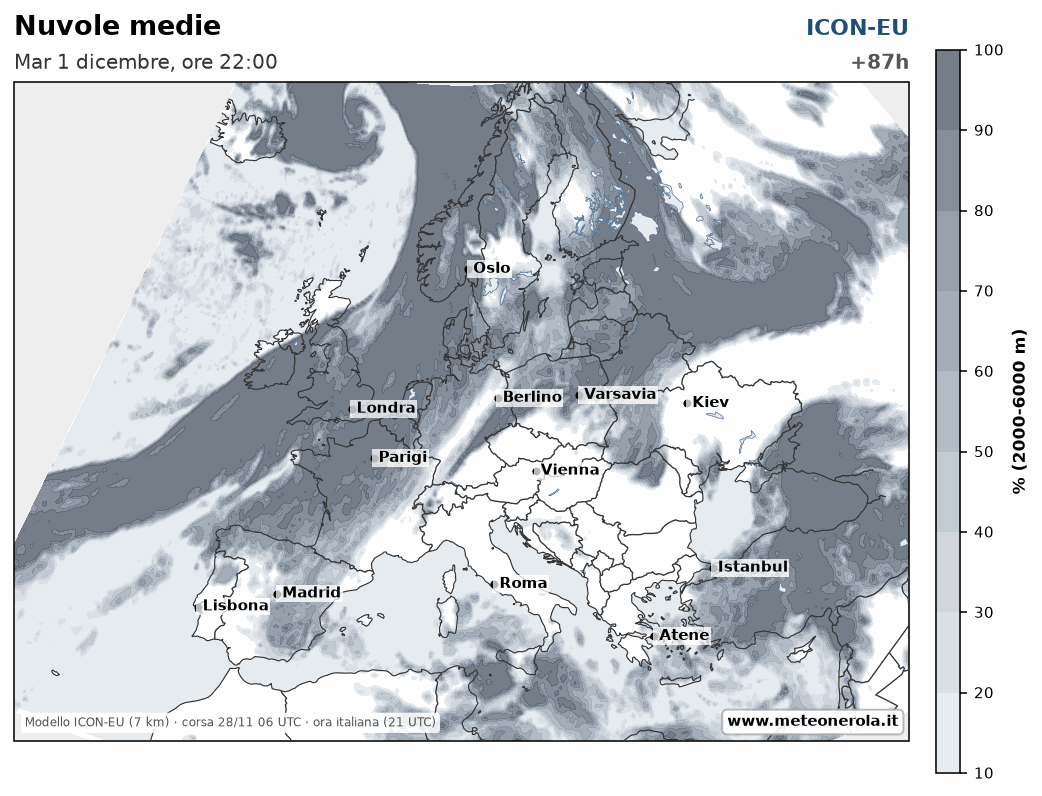 Nuvole medie
ICON-EU
Mar 1 dicembre, ore 22:00
+87h
Oslo
Londra
Berlino
Varsavia
Kiev
Parigi
Vienna
Istanbul
Roma
Madrid
Lisbona
Atene
Modello ICON-EU (7 km) · corsa 28/11 06 UTC · ora italiana (21 UTC)
www.meteonerola.it
100
90
80
70
60
50
40
30
20
10
% (2000-6000 m)